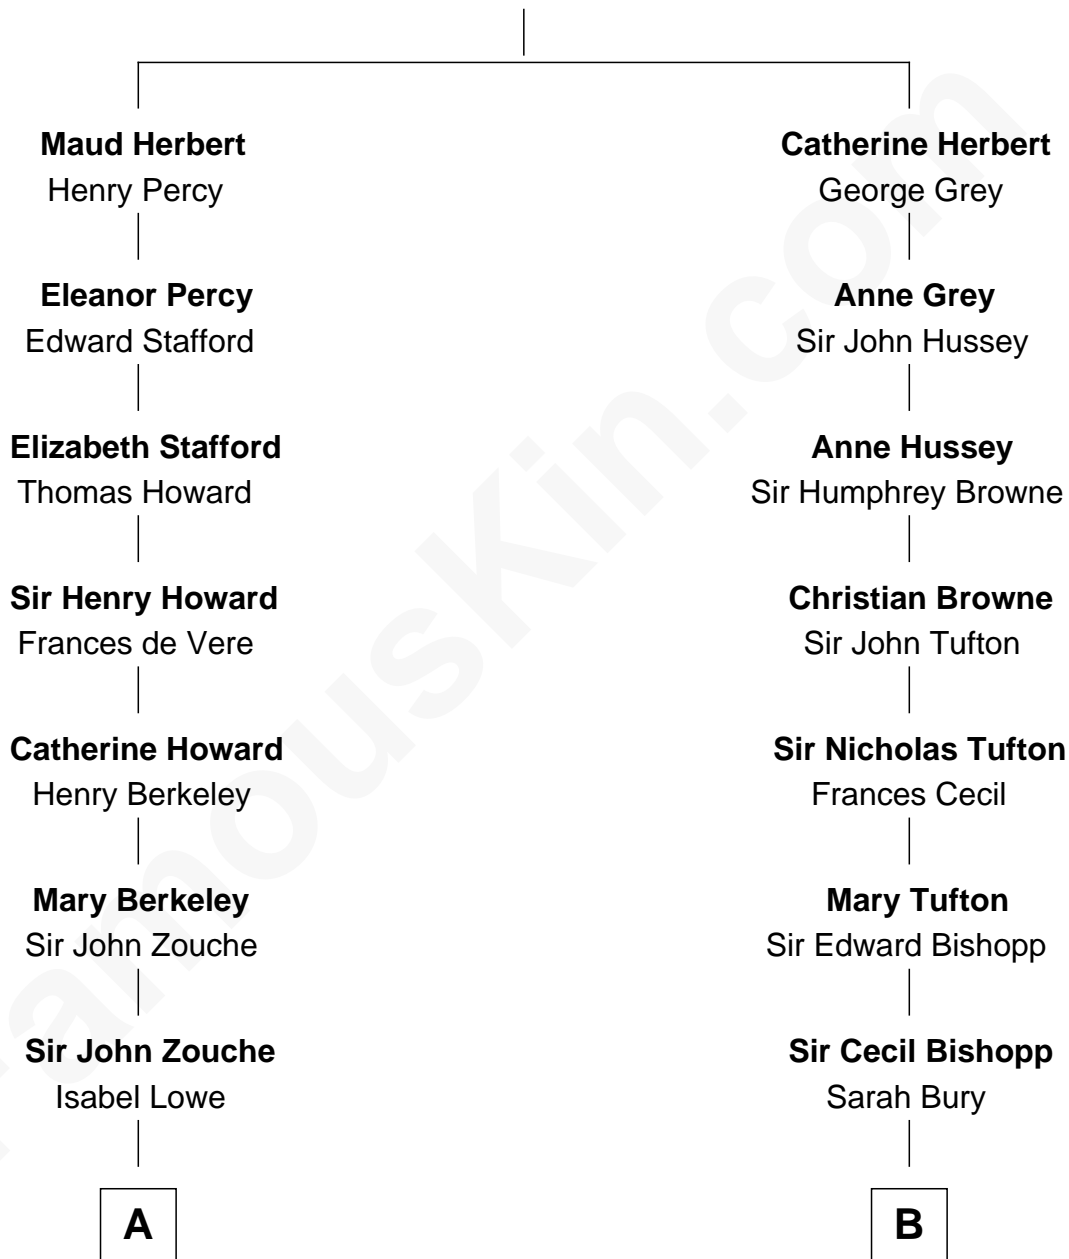 Maud Herbert
Henry Percy
Eleanor Percy
Edward Stafford
Elizabeth Stafford
Thomas Howard
Sir Henry Howard
Frances de Vere
Catherine Howard
Henry Berkeley
Mary Berkeley
Sir John Zouche
Sir John Zouche
Isabel Lowe
A
Catherine Herbert
George Grey
Anne Grey
Sir John Hussey
Anne Hussey
Sir Humphrey Browne
Christian Browne
Sir John Tufton
Sir Nicholas Tufton
Frances Cecil
Mary Tufton
Sir Edward Bishopp
Sir Cecil Bishopp
Sarah Bury
B
FamousKin.com